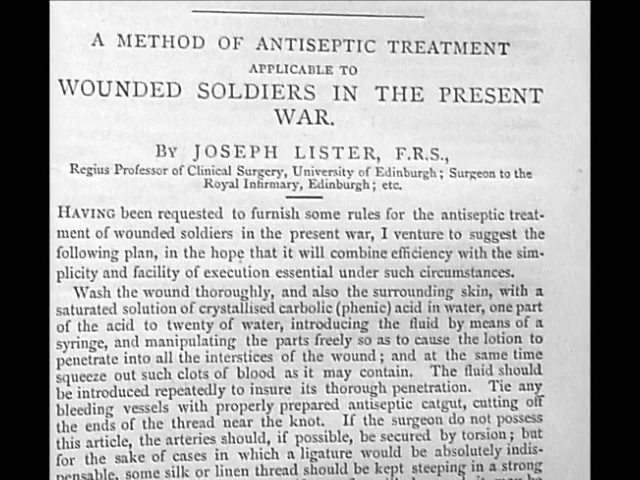 A METHOD OF ANTISEPTIC TREATMENT
APPLICABLE TO
WOUNDED SOLDIERS IN THE PRESENT
WAR.
BY JOSEPH LISTER, F.R.S.,
Regius Professor of Clinical Surgery, University of Edinburgh; Surgeon to the
Royal Infirmary, Edinburgh; etc.
HAVING been requested to furnish some rules for the antiseptic treat-
ment of wounded soldiers in the present war, I venture to suggest the
following plan, in the hope that it will combine efficiency with the sim-
plicity and facility of execution essential under such circumstances.
Wash the wound thoroughly, and also the surrounding skin, with a
saturated solution of crystallised carbolic (phenic) acid in water, one part
of the acid to twenty of water, introducing the fluid by means of a
syringe, and manipulating the parts freely so as to cause the lotion to
penetrate into all the interstices of the wound; and at the same time
squeeze out such clots of blood as it may contain. The fluid should
be introduced repeatedly to insure its thorough penetration. Tie any
bleeding vessels with properly prepared antiseptic catgut, cutting off
the ends of the thread near the knot. If the surgeon do not possess
this article, the arteries should, if possible, be secured by torsion; but
for the sake of cases in which a ligature would be absolutely indis-
pensable, some silk or linen thread should be kept steeping in a strong